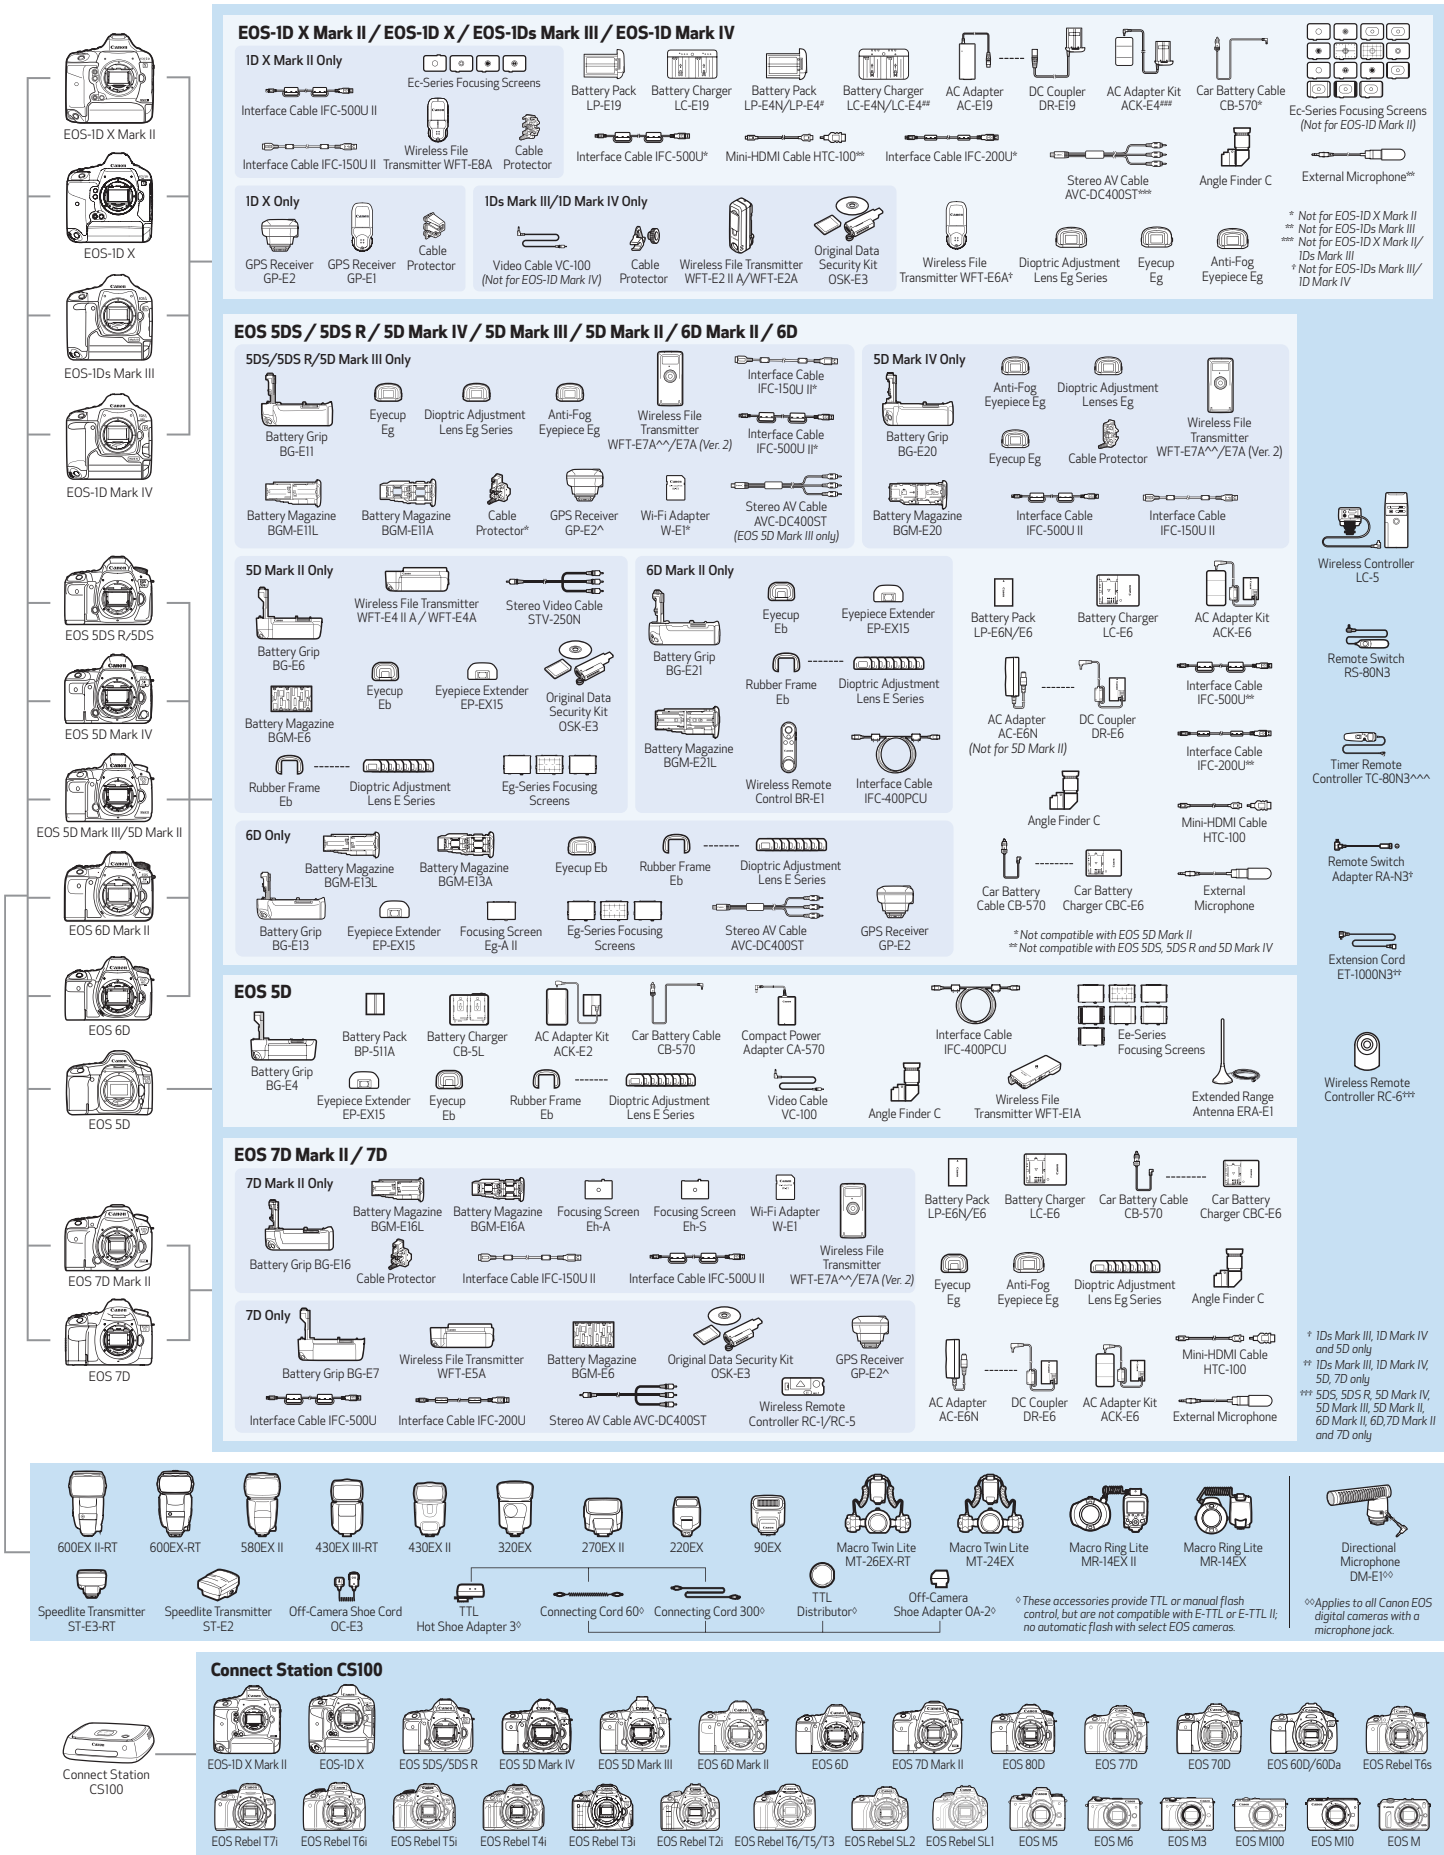 EOS-1D X Mark II
EOS-1D X
EOS-1Ds Mark III
EOS-1D Mark IV
EOS 5DS R/5DS
EOS 5D Mark IV
EOS 5D Mark III/5D Mark II
EOS 6D Mark II
EOS 6D
EOS 5D
EOS 7D Mark II
EOS 7D
EOS-1D X Mark II / EOS-1D X / EOS-1Ds Mark III / EOS-1D Mark IV
1D X Mark II Only
Interface Cable IFC-500U II
Ec-Series Focusing Screens
Interface Cable IFC-150U II
Wireless File
Transmitter WFT-E8A
Cable
Protector
Battery Pack
LP-E19
Battery Charger
LC-E19
Battery Pack
LP-E4N/LP-E4#
Battery Charger
LC-E4N/LC-E4##
AC Adapter
AC-E19
DC Coupler
DR-E19
AC Adapter Kit
ACK-E4###
Car Battery Cable
CB-570*
Ec-Series Focusing Screens
(Not for EOS-1D Mark II)
Interface Cable IFC-500U*
Mini-HDMI Cable HTC-100**
Interface Cable IFC-200U*
Stereo AV Cable
AVC-DC400ST***
Angle Finder C
External Microphone**
1D X Only
GPS Receiver
GP-E2
GPS Receiver
GP-E1
Cable
Protector
1Ds Mark III/1D Mark IV Only
Video Cable VC-100
(Not for EOS-1D Mark IV)
Cable
Protector
Wireless File Transmitter
WFT-E2 II A/WFT-E2A
Original Data
Security Kit
OSK-E3
Wireless File
Transmitter WFT-E6A†
Dioptric Adjustment
Lens Eg Series
Eyecup
Eg
Anti-Fog
Eyepiece Eg
* Not for EOS-1D X Mark II
** Not for EOS-1Ds Mark III
*** Not for EOS-1D X Mark II/
1Ds Mark III
† Not for EOS-1Ds Mark III/
1D Mark IV
EOS 5DS / 5DS R / 5D Mark IV / 5D Mark III / 5D Mark II / 6D Mark II / 6D
5DS/5DS R/5D Mark III Only
Battery Grip
BG-E11
Eyecup
Eg
Dioptric Adjustment
Lens Eg Series
Anti-Fog
Eyepiece Eg
Wireless File
Transmitter
WFT-E7A^^/E7A (Ver. 2)
Interface Cable
IFC-150U II*
Interface Cable
IFC-500U II*
Battery Magazine
BGM-E11L
Battery Magazine
BGM-E11A
Cable
Protector*
GPS Receiver
GP-E2^
Wi-Fi Adapter
W-E1*
Stereo AV Cable
AVC-DC400ST
(EOS 5D Mark III only)
5D Mark IV Only
Battery Grip
BG-E20
Anti-Fog
Eyepiece Eg
Dioptric Adjustment
Lenses Eg
Wireless File
Transmitter
WFT-E7A^^/E7A (Ver. 2)
Eyecup Eg
Cable Protector
Battery Magazine
BGM-E20
Interface Cable
IFC-500U II
Interface Cable
IFC-150U II
5D Mark II Only
Battery Grip
BG-E6
Wireless File Transmitter
WFT-E4 II A / WFT-E4A
Stereo Video Cable
STV-250N
Battery Magazine
BGM-E6
Eyecup
Eb
Eyepiece Extender
EP-EX15
Original Data
Security Kit
OSK-E3
Rubber Frame
Eb
Dioptric Adjustment
Lens E Series
Eg-Series Focusing
Screens
6D Mark II Only
Battery Grip
BG-E21
Eyecup
Eb
Eyepiece Extender
EP-EX15
Rubber Frame
Eb
Dioptric Adjustment
Lens E Series
Battery Magazine
BGM-E21L
Wireless Remote
Control BR-E1
Interface Cable
IFC-400PCU
Battery Pack
LP-E6N/E6
Battery Charger
LC-E6
AC Adapter Kit
ACK-E6
AC Adapter
AC-E6N
(Not for 5D Mark II)
DC Coupler
DR-E6
Interface Cable
IFC-500U**
Interface Cable
IFC-200U**
Angle Finder C
Mini-HDMI Cable
HTC-100
Car Battery
Cable CB-570
Car Battery
Charger CBC-E6
External
Microphone
* Not compatible with EOS 5D Mark II
** Not compatible with EOS 5DS, 5DS R and 5D Mark IV
6D Only
Battery Magazine
BGM-E13L
Battery Magazine
BGM-E13A
Eyecup Eb
Rubber Frame
Eb
Dioptric Adjustment
Lens E Series
Battery Grip
BG-E13
Eyepiece Extender
EP-EX15
Focusing Screen
Eg-A II
Eg-Series Focusing
Screens
Stereo AV Cable
AVC-DC400ST
GPS Receiver
GP-E2
EOS 5D
Battery Grip
BG-E4
Battery Pack
BP-511A
Battery Charger
CB-5L
AC Adapter Kit
ACK-E2
Car Battery Cable
CB-570
Compact Power
Adapter CA-570
Interface Cable
IFC-400PCU
Ee-Series
Focusing Screens
Eyepiece Extender
EP-EX15
Eyecup
Eb
Rubber Frame
Eb
Dioptric Adjustment
Lens E Series
Video Cable
VC-100
Angle Finder C
Wireless File
Transmitter WFT-E1A
Extended Range
Antenna ERA-E1
EOS 7D Mark II / 7D
7D Mark II Only
Battery Grip BG-E16
Battery Magazine
BGM-E16L
Battery Magazine
BGM-E16A
Focusing Screen
Eh-A
Focusing Screen
Eh-S
Wi-Fi Adapter
W-E1
Wireless File
Transmitter
WFT-E7A^^/E7A (Ver. 2)
Cable Protector
Interface Cable IFC-150U II
Interface Cable IFC-500U II
7D Only
Battery Grip BG-E7
Wireless File Transmitter
WFT-E5A
Battery Magazine
BGM-E6
Original Data Security Kit
OSK-E3
GPS Receiver
GP-E2^
Interface Cable IFC-500U
Interface Cable IFC-200U
Stereo AV Cable AVC-DC400ST
Wireless Remote
Controller RC-1/RC-5
Battery Pack
LP-E6N/E6
Battery Charger
LC-E6
Car Battery Cable
CB-570
Car Battery
Charger CBC-E6
Eyecup
Eg
Anti-Fog
Eyepiece Eg
Dioptric Adjustment
Lens Eg Series
Angle Finder C
AC Adapter
AC-E6N
DC Coupler
DR-E6
AC Adapter Kit
ACK-E6
Mini-HDMI Cable
HTC-100
External Microphone
Wireless Controller
LC-5
Remote Switch
RS-80N3
Timer Remote
Controller TC-80N3^^^
Remote Switch
Adapter RA-N3†
Extension Cord
ET-1000N3††
Wireless Remote
Controller RC-6†††
† 1Ds Mark III, 1D Mark IV
and 5D only
†† 1Ds Mark III, 1D Mark IV,
5D, 7D only
††† 5DS, 5DS R, 5D Mark IV,
5D Mark III, 5D Mark II,
6D Mark II, 6D,7D Mark II
and 7D only
600EX II-RT
600EX-RT
580EX II
430EX III-RT
430EX II
320EX
270EX II
220EX
90EX
Macro Twin Lite
MT-26EX-RT
Macro Twin Lite
MT-24EX
Macro Ring Lite
MR-14EX II
Macro Ring Lite
MR-14EX
Directional
Microphone
DM-E1◊◊
Speedlite Transmitter
ST-E3-RT
Speedlite Transmitter
ST-E2
Off-Camera Shoe Cord
OC-E3
TTL
Hot Shoe Adapter 3◊
Connecting Cord 60◊
Connecting Cord 300◊
TTL
Distributor◊
Off-Camera
Shoe Adapter OA-2◊
◊ These accessories provide TTL or manual flash
control, but are not compatible with E-TTL or E-TTL II;
no automatic flash with select EOS cameras.
◊◊Applies to all Canon EOS
digital cameras with a
microphone jack.
Connect Station
CS100
Connect Station CS100
EOS-1D X Mark II
EOS-1D X
EOS 5DS/5DS R
EOS 5D Mark IV
EOS 5D Mark III
EOS 6D Mark II
EOS 6D
EOS 7D Mark II
EOS 80D
EOS 77D
EOS 70D
EOS 60D/60Da
EOS Rebel T6s
EOS Rebel T7i
EOS Rebel T6i
EOS Rebel T5i
EOS Rebel T4i
EOS Rebel T3i
EOS Rebel T2i
EOS Rebel T6/T5/T3
EOS Rebel SL2
EOS Rebel SL1
EOS M5
EOS M6
EOS M3
EOS M100
EOS M10
EOS M